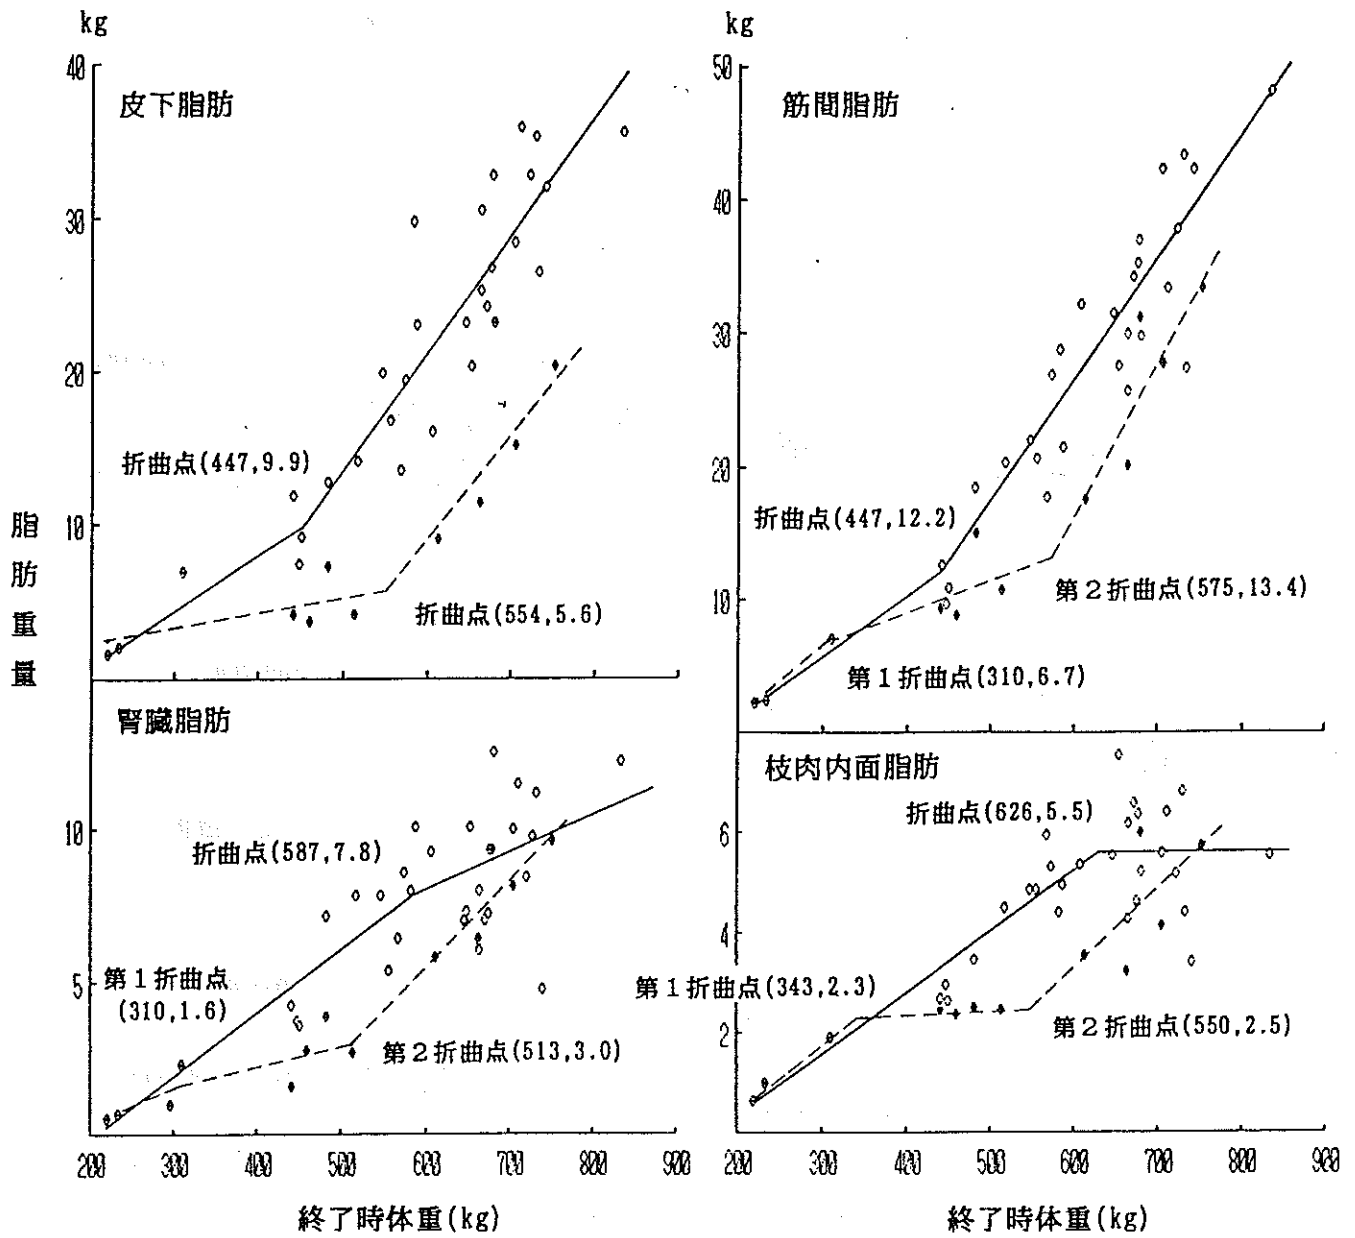 kg
40
皮下脂肪
30
20
折曲点(447,9.9)
10
折曲点(554,5.6)
脂肪重量
腎臓脂肪
10
折曲点(587,7.8)
第1折曲点
(310,1.6)
5
第2折曲点(513,3.0)
200 300 400 500 600 700 800 900
終了時体重(kg)
kg
50
筋間脂肪
40
30
20
折曲点(447,12.2)
10
第2折曲点(575,13.4)
第1折曲点(310,6.7)
枝肉内面脂肪
折曲点(626,5.5)
6
4
第1折曲点(343,2.3)
2
第2折曲点(550,2.5)
200 300 400 500 600 700 800 900
終了時体重(kg)